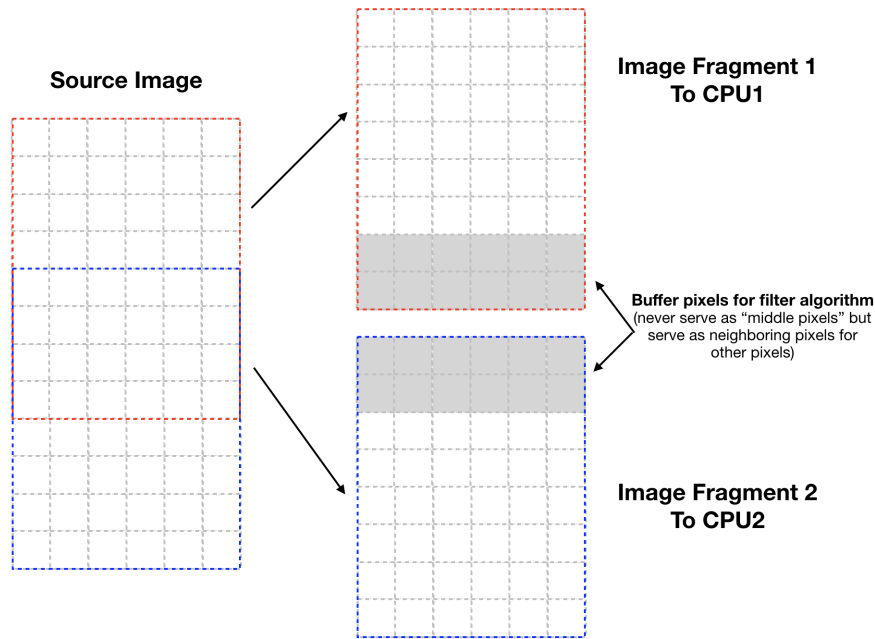 Source Image
Image Fragment 1
To CPU1
Buffer pixels for filter algorithm
(never serve as “middle pixels” but
serve as neighboring pixels for
other pixels)
Image Fragment 2
To CPU2